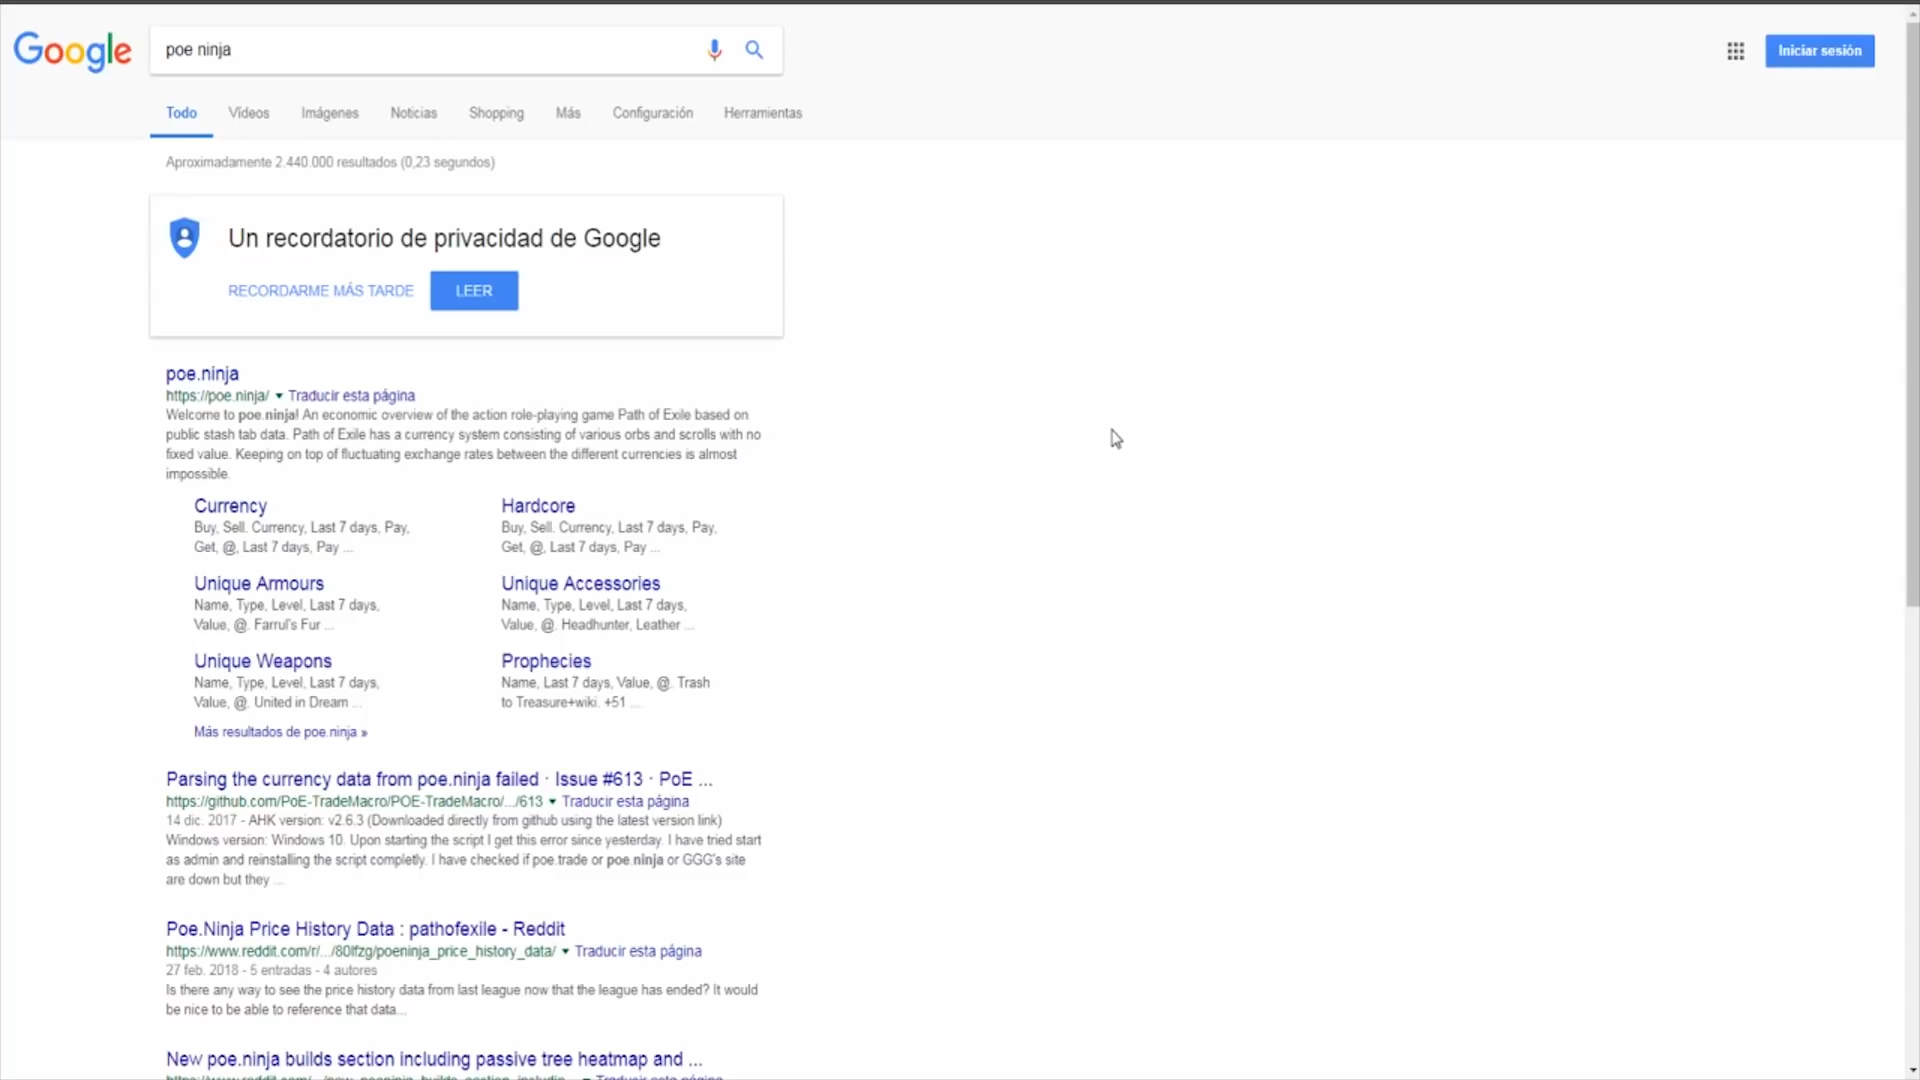 Google
poe ninja
Iniciar sesión
Todo Vídeos Imágenes Noticias Shopping Más Configuración Herramientas
Aproximadamente 2.440.000 resultados (0,23 segundos)
Un recordatorio de privacidad de Google
RECORDARME MÁS TARDE LEER
poe.ninja
https://poe.ninja/ Traducir esta página
Welcome to poe.ninja! An economic overview of the action role-playing game Path of Exile based on
public stash tab data. Path of Exile has a currency system consisting of various orbs and scrolls with no
fixed value. Keeping on top of fluctuating exchange rates between the different currencies is almost
impossible.
Currency
Buy, Sell. Currency, Last 7 days, Pay,
Get, @, Last 7 days, Pay ...
Hardcore
Buy, Sell. Currency, Last 7 days, Pay,
Get, @, Last 7 days, Pay ...
Unique Armours
Name, Type, Level, Last 7 days,
Value, @. Farrul's Fur ...
Unique Accessories
Name, Type, Level, Last 7 days,
Value, @. Headhunter, Leather ...
Unique Weapons
Name, Type, Level, Last 7 days,
Value, @. United in Dream ...
Prophecies
Name, Last 7 days, Value, @. Trash
to Treasure+wiki. +51 ...
Más resultados de poe.ninja »
Parsing the currency data from poe.ninja failed · Issue #613 · PoE ...
https://github.com/PoE-TradeMacro/POE-TradeMacro/.../613 Traducir esta página
14 dic. 2017 - AHK version: v2.6.3 (Downloaded directly from github using the latest version link)
Windows version: Windows 10. Upon starting the script I get this error since yesterday. I have tried start
as admin and reinstalling the script completly. I have checked if poe.trade or poe.ninja or GGG's site
are down but they ...
Poe.Ninja Price History Data : pathofexile - Reddit
https://www.reddit.com/r/.../80lfzg/poeninja_price_history_data/ Traducir esta página
27 feb. 2018 - 5 entradas - 4 autores
Is there any way to see the price history data from last league now that the league has ended? It would
be nice to be able to reference that data...
New poe.ninja builds section including passive tree heatmap and ...